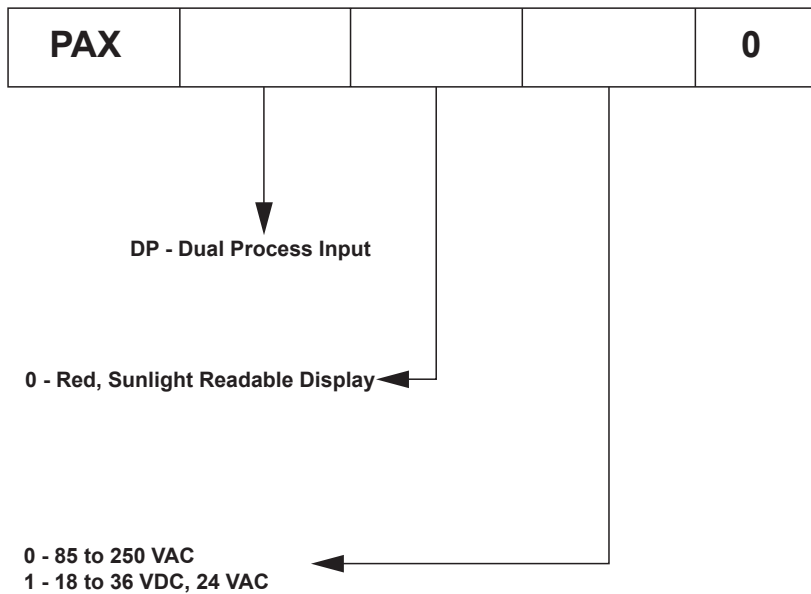 PAX 0
DP - Dual Process Input
0 - Red, Sunlight Readable Display
0 - 85 to 250 VAC
1 - 18 to 36 VDC, 24 VAC